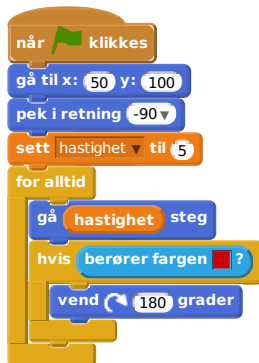 når klikkes
gå til x: 50 y: 100
pek i retning -90
sett hastighet til 5
for alltid
gå hastighet steg
hvis berører fargen ?
vend 180 grader